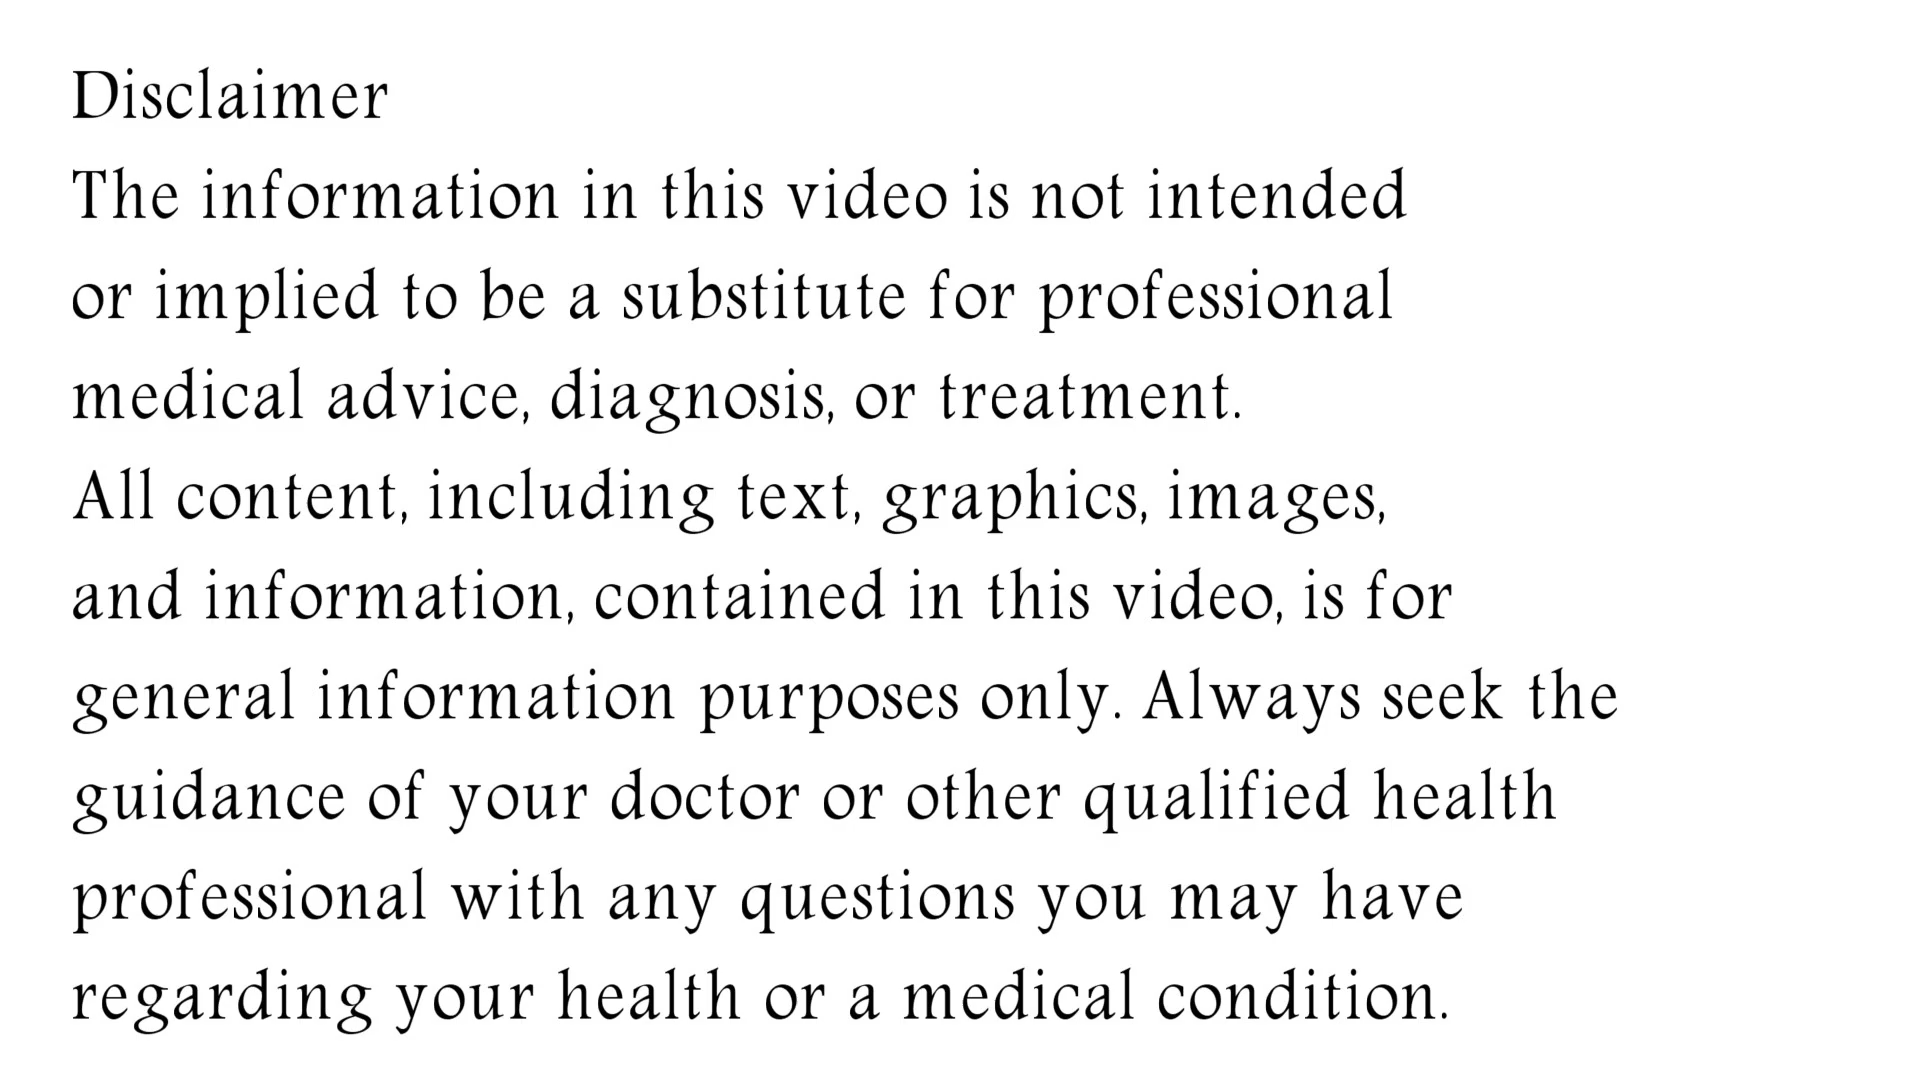 Disclaimer
The information in this video is not intended
or implied to be a substitute for professional
medical advice, diagnosis, or treatment.
All content, including text, graphics, images,
and information, contained in this video, is for
general information purposes only. Always seek the
guidance of your doctor or other qualified health
professional with any questions you may have
regarding your health or a medical condition.